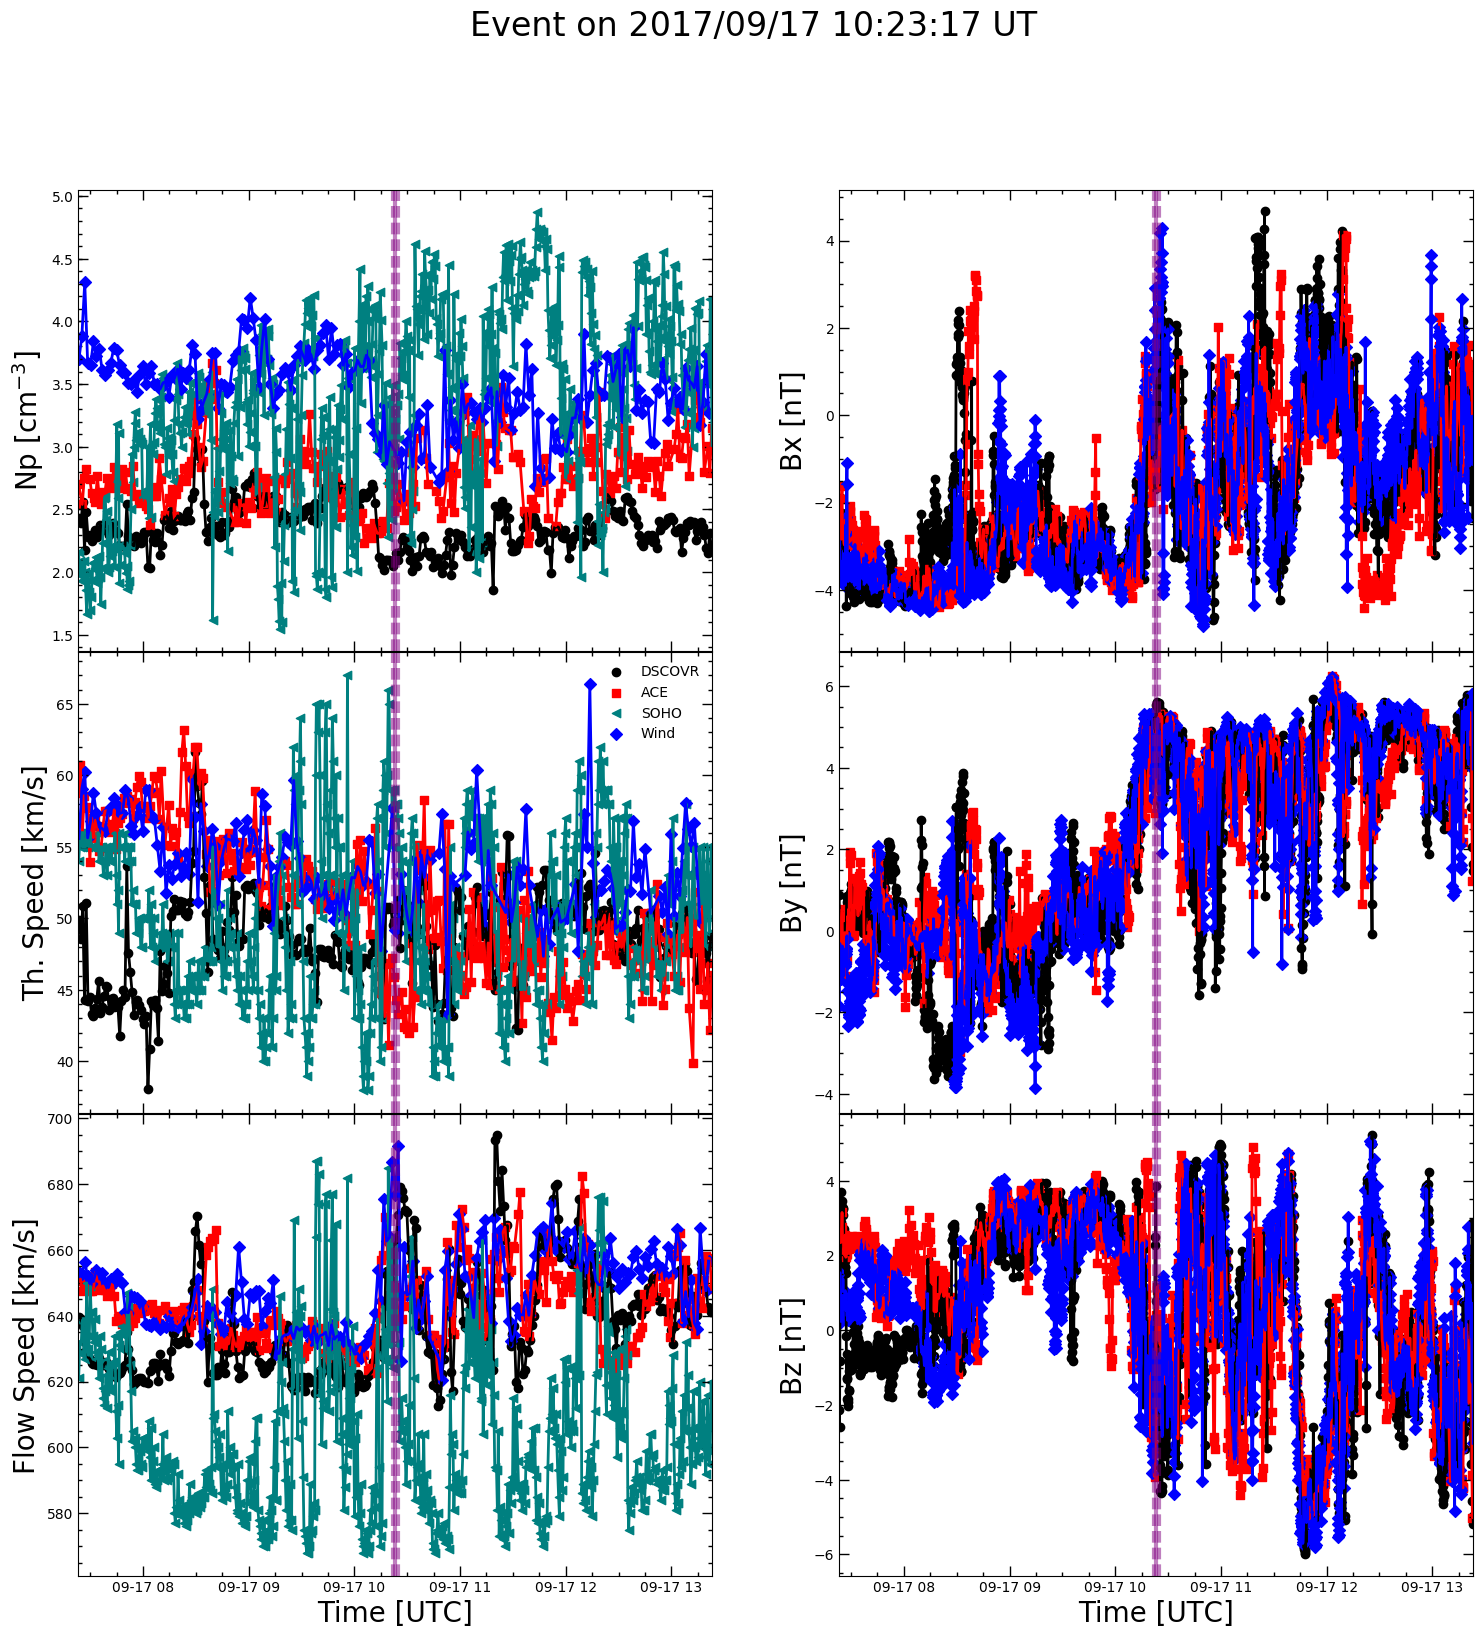 Event on 2017/09/17 10:23:17 UT
Np [cm⁻³]
5.0
4.5
4.0
3.5
3.0
2.5
2.0
1.5
Th. Speed [km/s]
65
60
55
50
45
40
DSCOVR
ACE
SOHO
Wind
Flow Speed [km/s]
700
680
660
640
620
600
580
09-17 08 09-17 09 09-17 10 09-17 11 09-17 12 09-17 13
Time [UTC]
Bx [nT]
4
2
0
−2
−4
By [nT]
6
4
2
0
−2
−4
Bz [nT]
4
2
0
−2
−4
−6
09-17 08 09-17 09 09-17 10 09-17 11 09-17 12 09-17 13
Time [UTC]